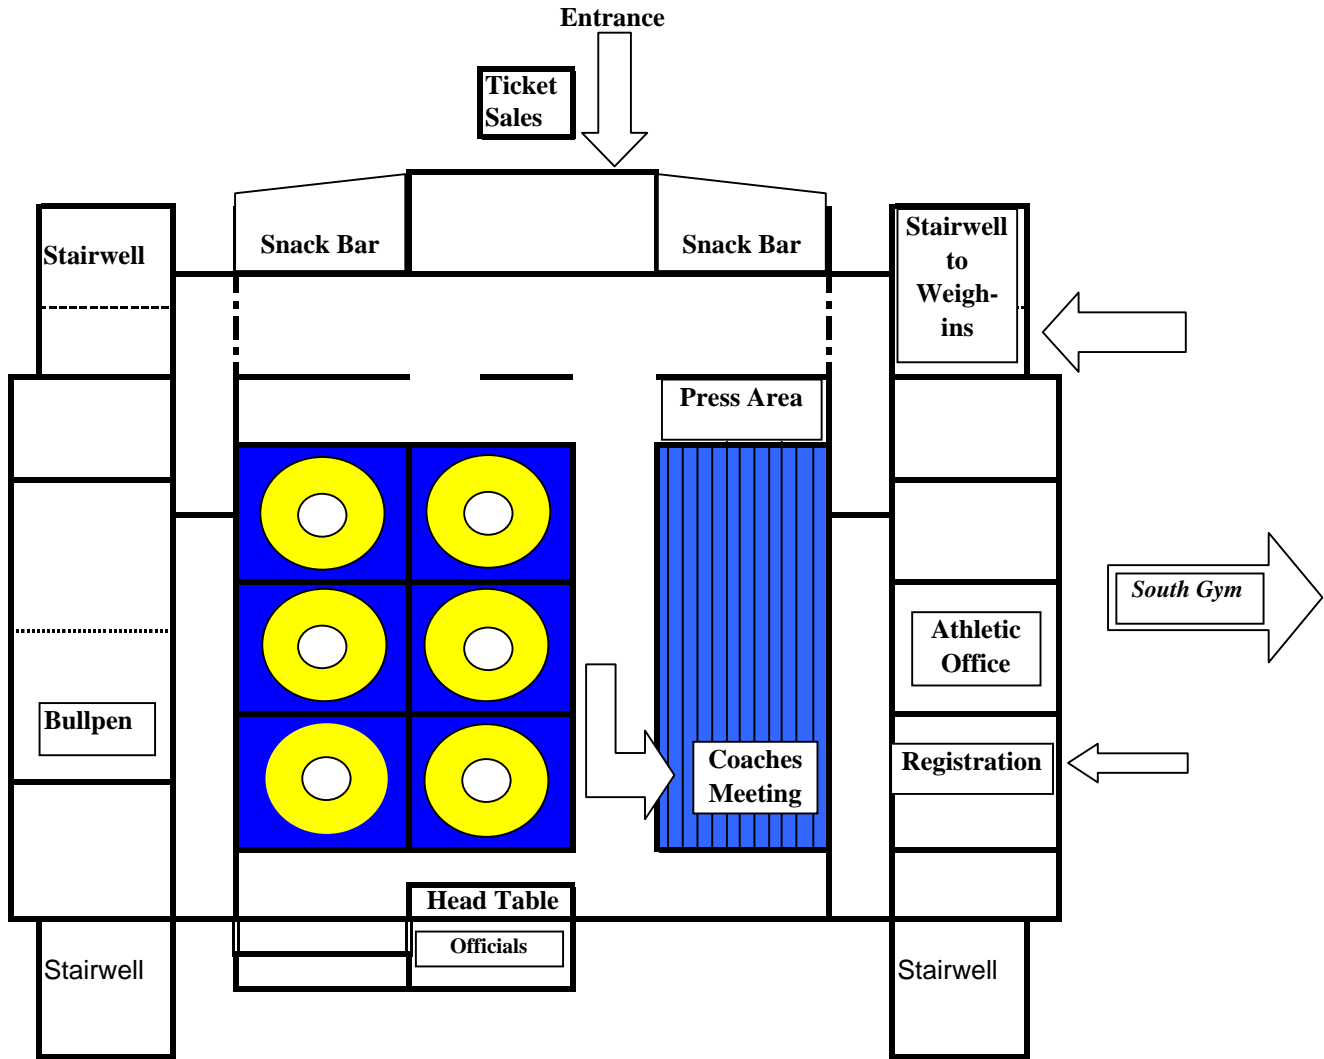 Entrance
Ticket
Sales
Stairwell
Snack Bar
Snack Bar
Stairwell
to
Weigh-
ins
Press Area
South Gym
Athletic
Office
Bullpen
Coaches
Meeting
Registration
Head Table
Officials
Stairwell
Stairwell